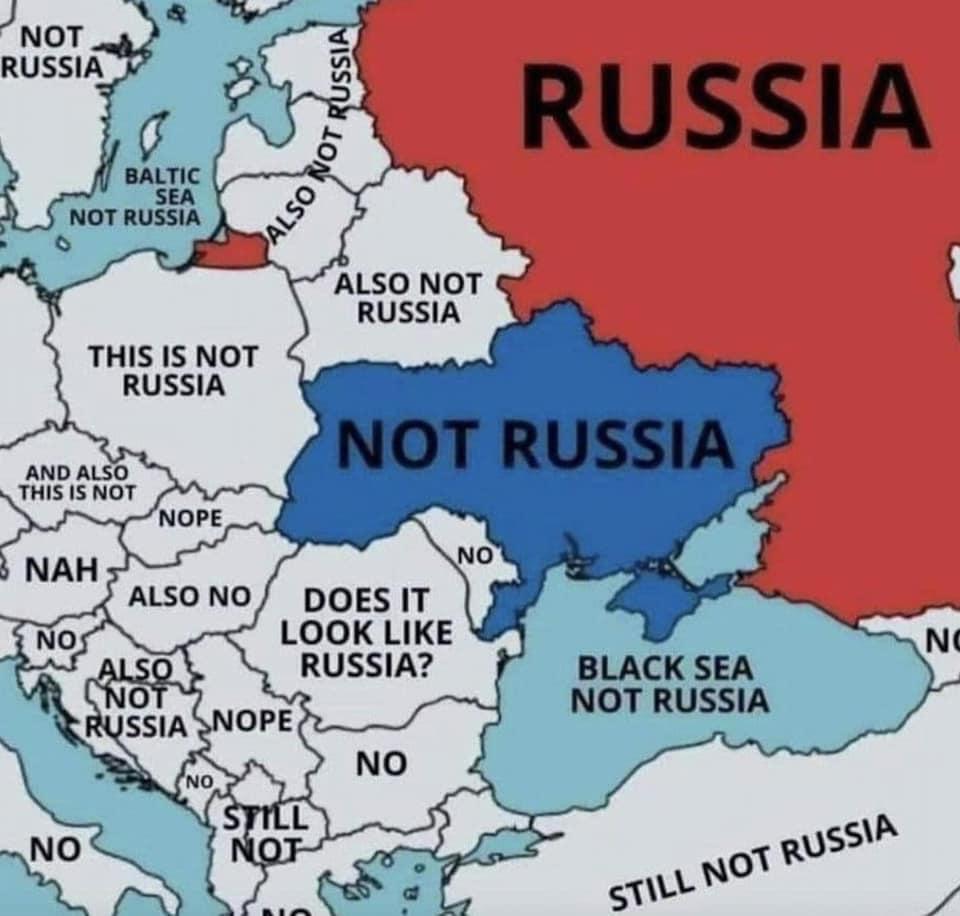 NOT
RUSSIA
RUSSIA
ALSO NOT RUSSIA
BALTIC
SEA
NOT RUSSIA
ALSO NOT
RUSSIA
THIS IS NOT
RUSSIA
NOT RUSSIA
AND ALSO
THIS IS NOT
NOPE
NO
NAH
ALSO NO
DOES IT
LOOK LIKE
RUSSIA?
NO
NO
ALSO
NOT
RUSSIA
BLACK SEA
NOT RUSSIA
NOPE
NO
NO
STILL
NOT
NO
STILL NOT RUSSIA
NO